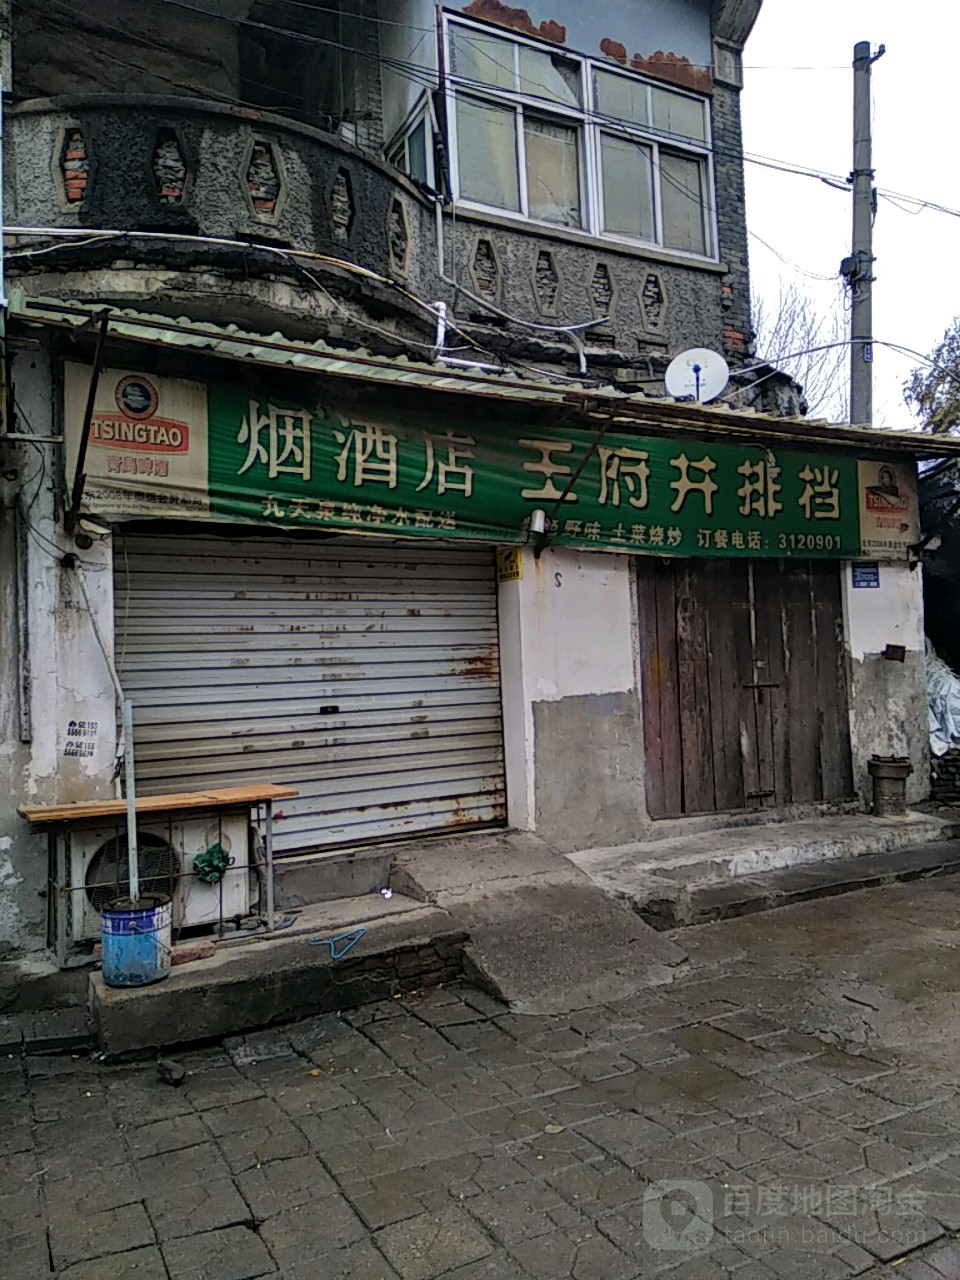 TSINGTAO
青島啤酒
烟酒店 王府井排档
九天泉纯净水配送
野味 土菜烧炒 订餐电话：3120901
TSINGTAO
S
百度地图淘金
taojin.baidu.com